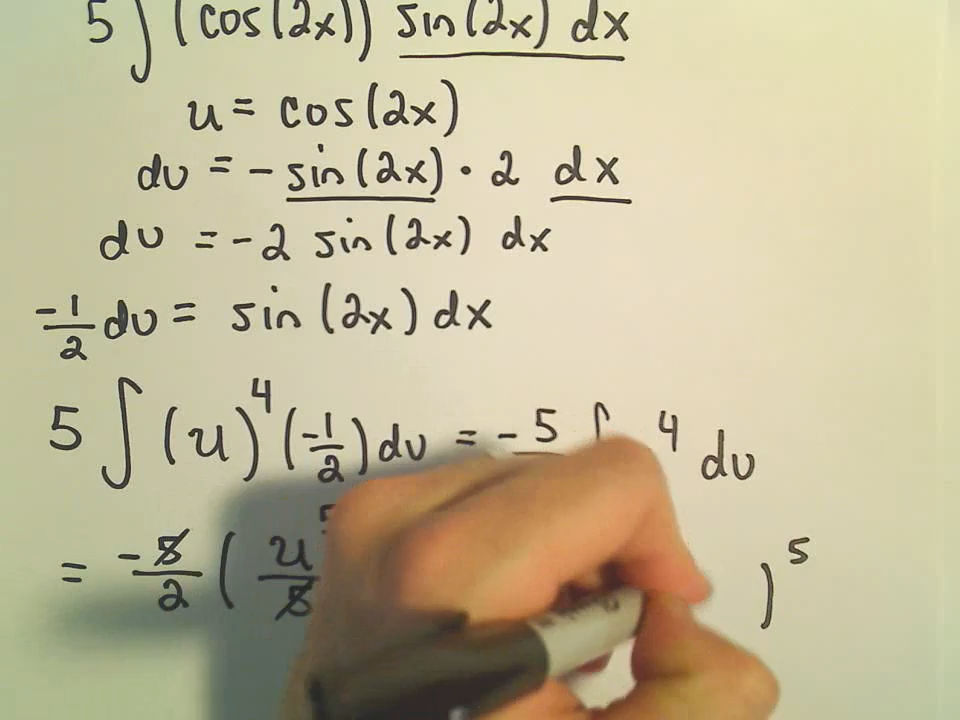 5 ∫ (cos(2x)) sin(2x) dx
u = cos(2x)
du = - sin(2x) · 2 dx
du = -2 sin(2x) dx
-1/2 du = sin(2x) dx
5 ∫ (u)^4 (-1/2) du = -5 ∫ ^4 du
= -5/2 (u^5/5 )^5